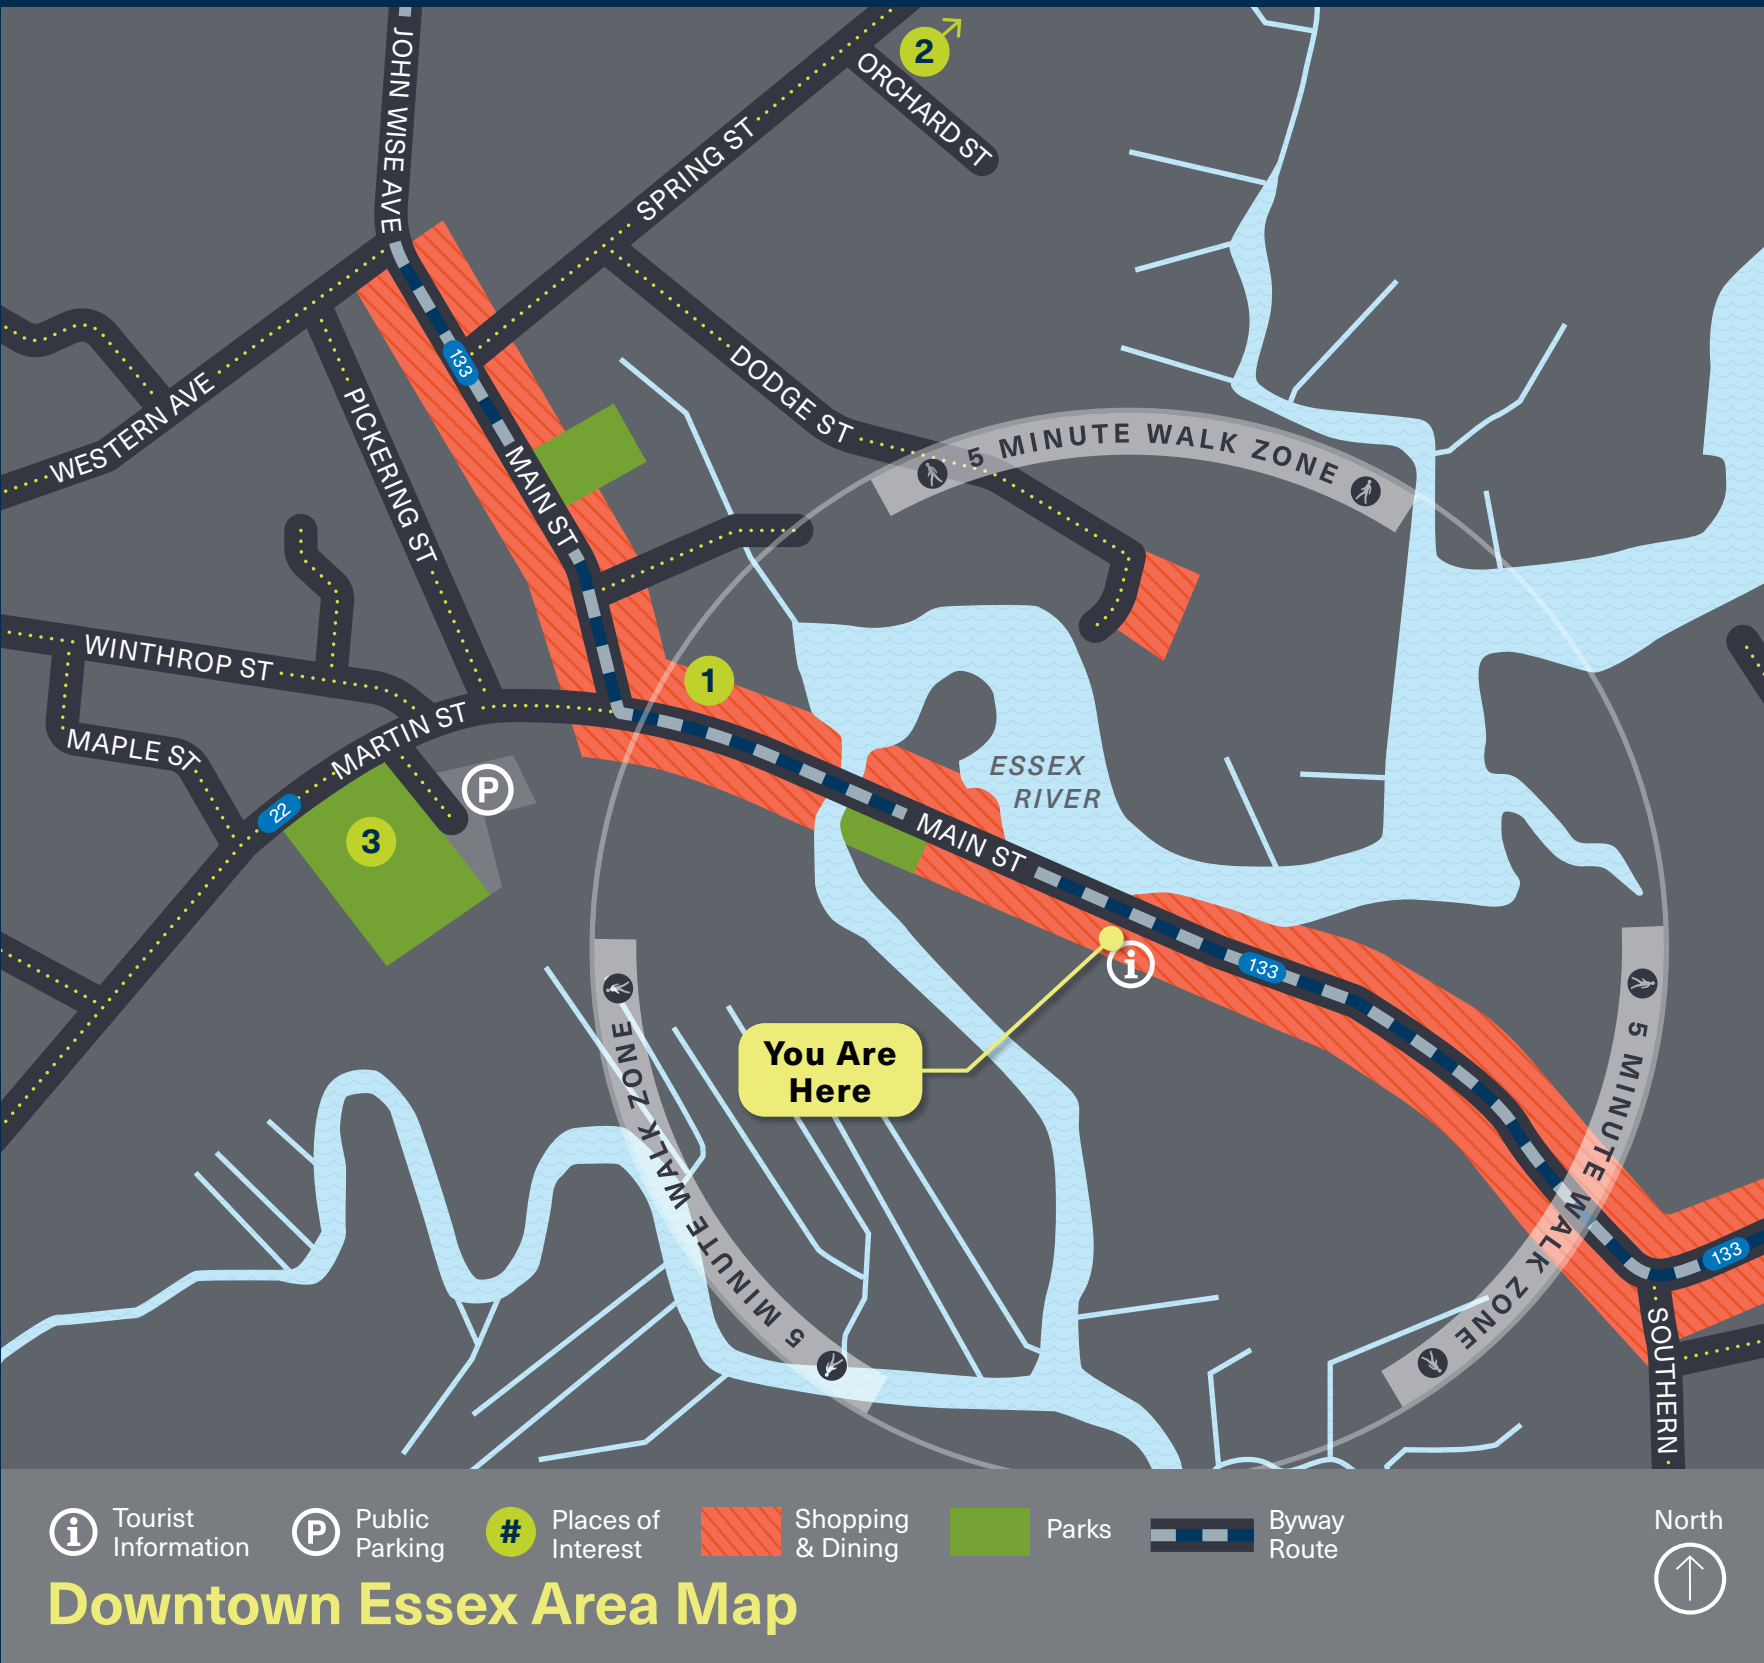 JOHN WISE AVE
2
ORCHARD ST
SPRING ST
133
DODGE ST
WESTERN AVE
PICKERING ST
MAIN ST
5 MINUTE WALK ZONE
WINTHROP ST
1
MAPLE ST
MARTIN ST
P
22
3
ESSEX
RIVER
MAIN ST
i
133
You Are
Here
5 MINUTE WALK ZONE
5 MINUTE WALK ZONE
133
SOUTHERN
i
Tourist
Information
P
Public
Parking
#
Places of
Interest
Shopping
& Dining
Parks
Byway
Route
North
Downtown Essex Area Map